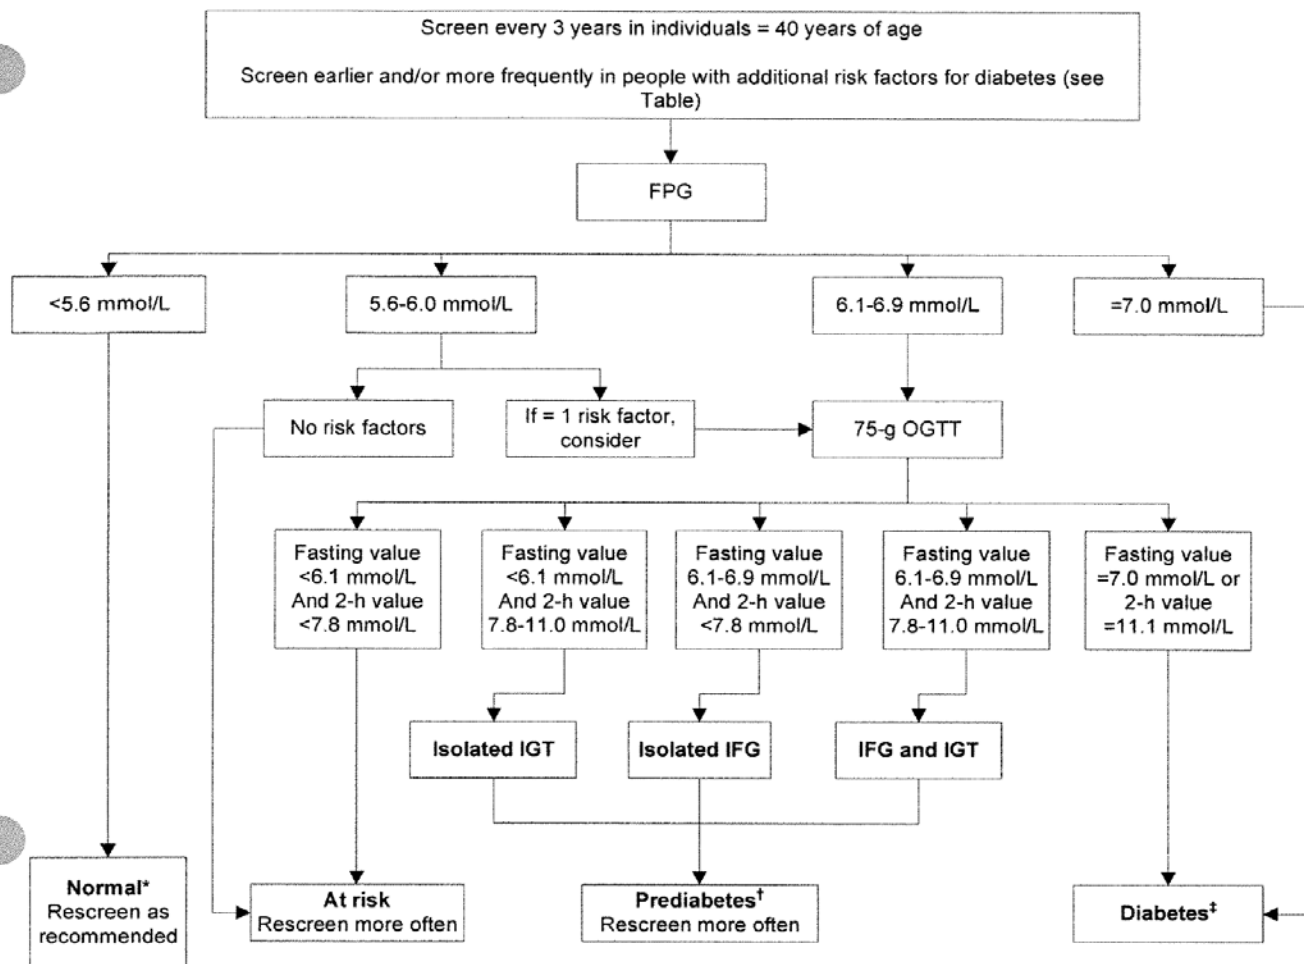 Screen every 3 years in individuals = 40 years of age
Screen earlier and/or more frequently in people with additional risk factors for diabetes (see
Table)
FPG
<5.6 mmol/L
5.6-6.0 mmol/L
6.1-6.9 mmol/L
=7.0 mmol/L
No risk factors
If = 1 risk factor,
consider
75-g OGTT
Fasting value
<6.1 mmol/L
And 2-h value
<7.8 mmol/L
Fasting value
<6.1 mmol/L
And 2-h value
7.8-11.0 mmol/L
Fasting value
6.1-6.9 mmol/L
And 2-h value
<7.8 mmol/L
Fasting value
6.1-6.9 mmol/L
And 2-h value
7.8-11.0 mmol/L
Fasting value
=7.0 mmol/L or
2-h value
=11.1 mmol/L
Isolated IGT
Isolated IFG
IFG and IGT
Normal*
Rescreen as
recommended
At risk
Rescreen more often
Prediabetes†
Rescreen more often
Diabetes‡